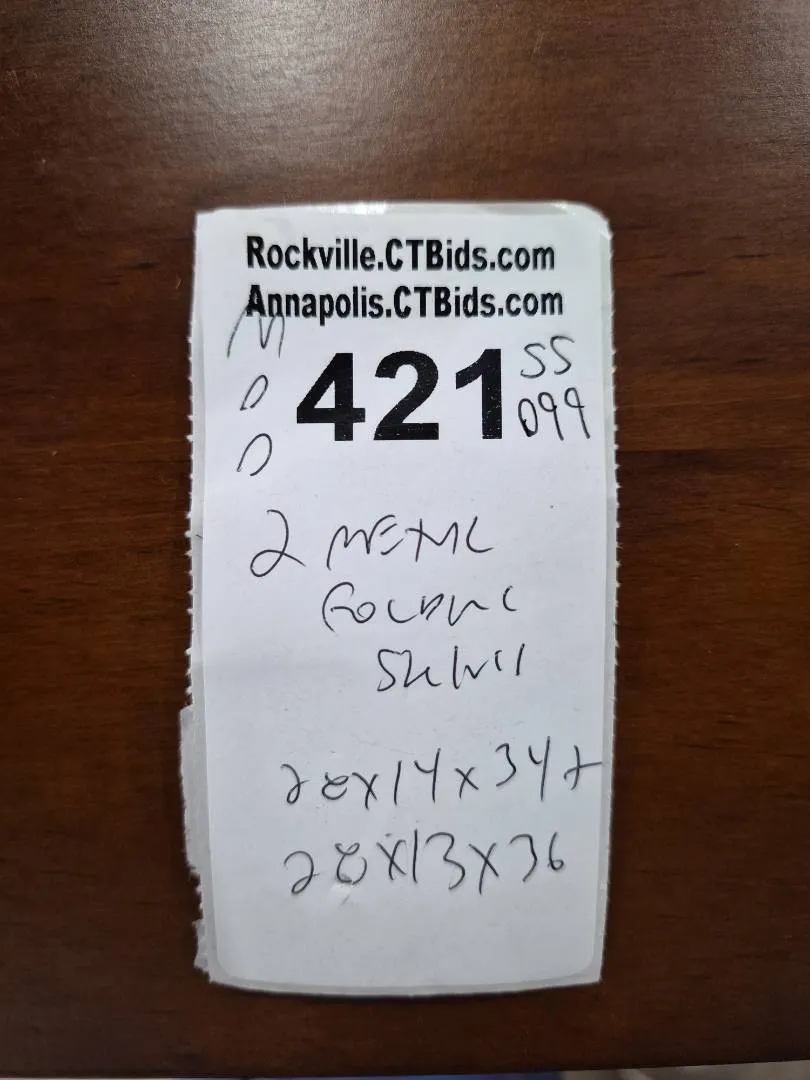 Rockville.CTBids.com
Annapolis.CTBids.com
M
421 SS
D 099
D
2 METAL
FOLDING
28x14x34+
28x13x36